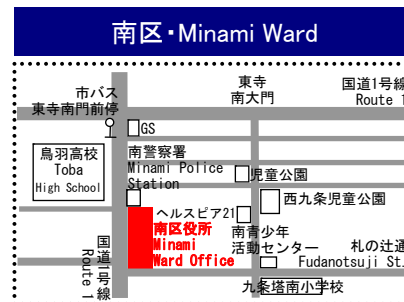 南区・Minami Ward
市バス
東寺南門前停
東寺
南大門
国道1号線
Route 1
GS
鳥羽高校
Toba
High School
南警察署
Minami Police
Station
児童公園
西九条児童公園
ヘルスピア21
南区役所
Minami
Ward Office
南青少年
活動センター
札の辻通
Fudanotsuji St.
国道1号線
Route 1
九条塔南小学校